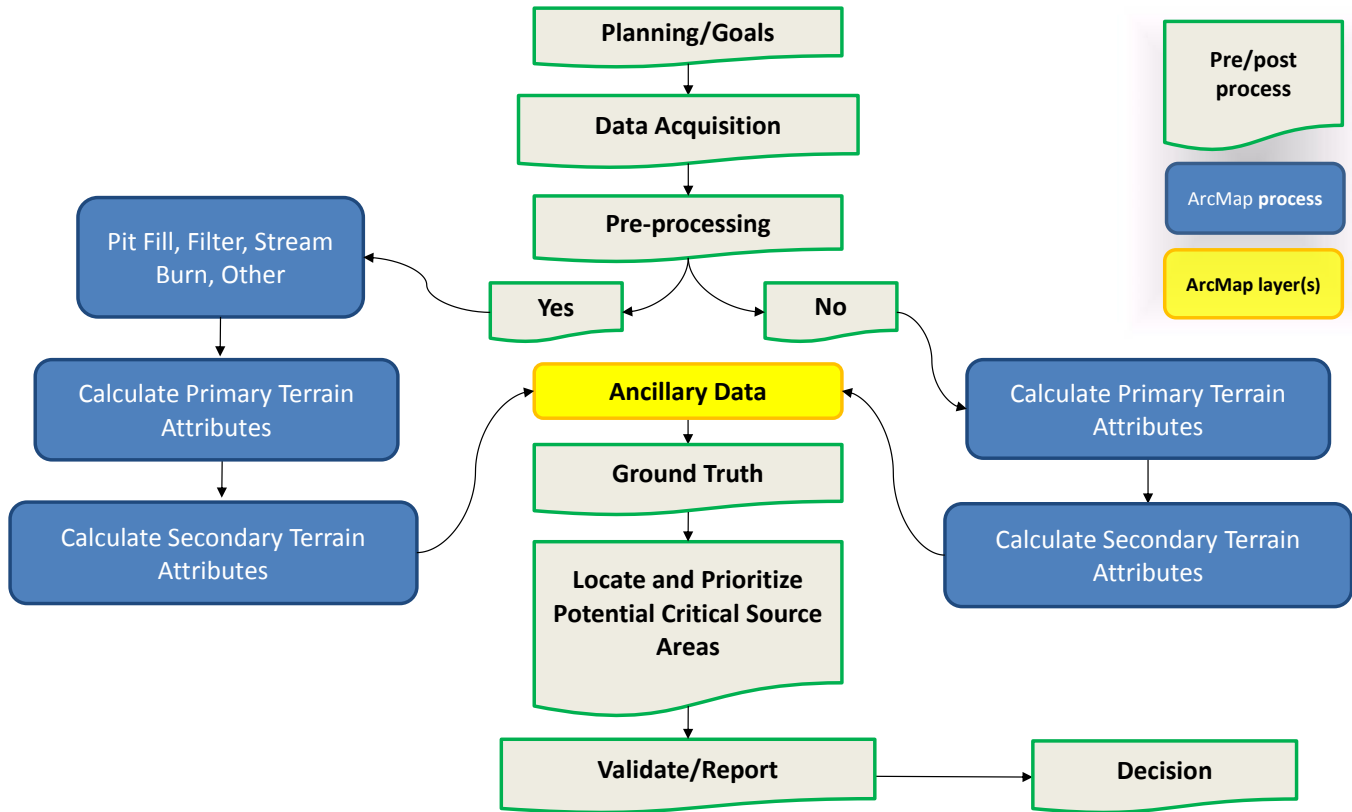 Planning/Goals
Pre/post
process
Data Acquisition
ArcMap process
Pre-processing
Pit Fill, Filter, Stream
Burn, Other
ArcMap layer(s)
Yes
No
Calculate Primary Terrain
Attributes
Ancillary Data
Calculate Primary Terrain
Attributes
Ground Truth
Calculate Secondary Terrain
Attributes
Calculate Secondary Terrain
Attributes
Locate and Prioritize
Potential Critical Source
Areas
Validate/Report
Decision